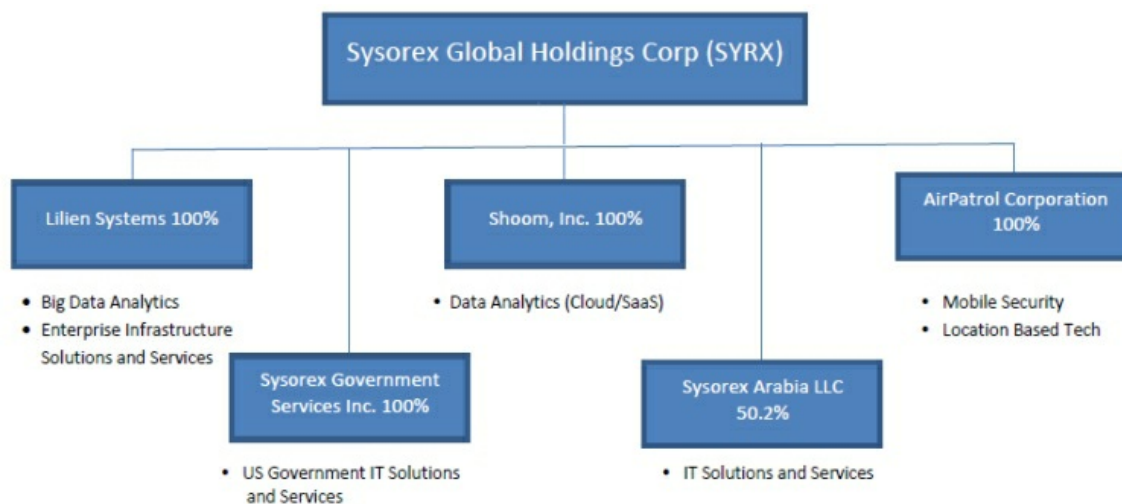 Sysorex Global Holdings Corp (SYRX)
Lilien Systems 100%
• Big Data Analytics
• Enterprise Infrastructure
Solutions and Services
Sysorex Government
Services Inc. 100%
• US Government IT Solutions
and Services
Shoom, Inc. 100%
• Data Analytics (Cloud/SaaS)
Sysorex Arabia LLC
50.2%
• IT Solutions and Services
AirPatrol Corporation
100%
• Mobile Security
• Location Based Tech